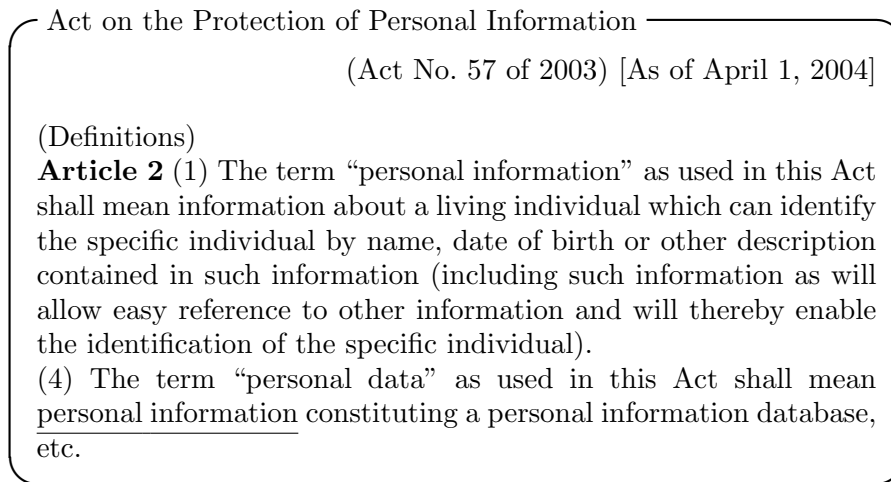 Act on the Protection of Personal Information
(Act No. 57 of 2003) [As of April 1, 2004]
(Definitions)
Article 2 (1) The term “personal information” as used in this Act
shall mean information about a living individual which can identify
the specific individual by name, date of birth or other description
contained in such information (including such information as will
allow easy reference to other information and will thereby enable
the identification of the specific individual).
(4) The term “personal data” as used in this Act shall mean
personal information constituting a personal information database,
etc.